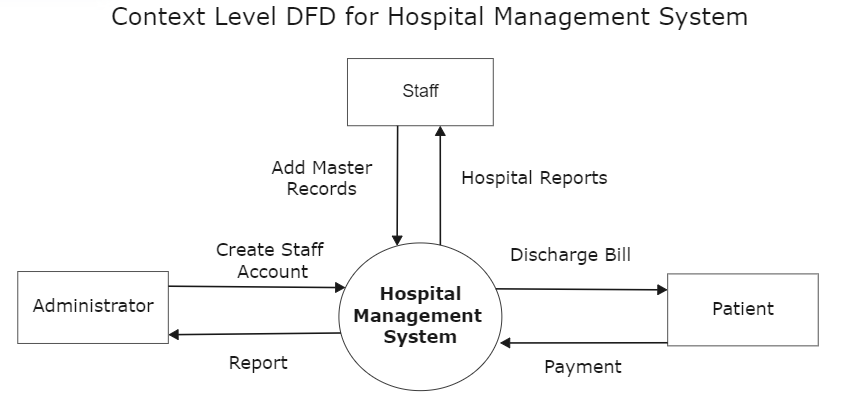 Context Level DFD for Hospital Management System
Staff
Add Master
Records
Hospital Reports
Create Staff
Account
Discharge Bill
Administrator
Hospital
Management
System
Patient
Report
Payment